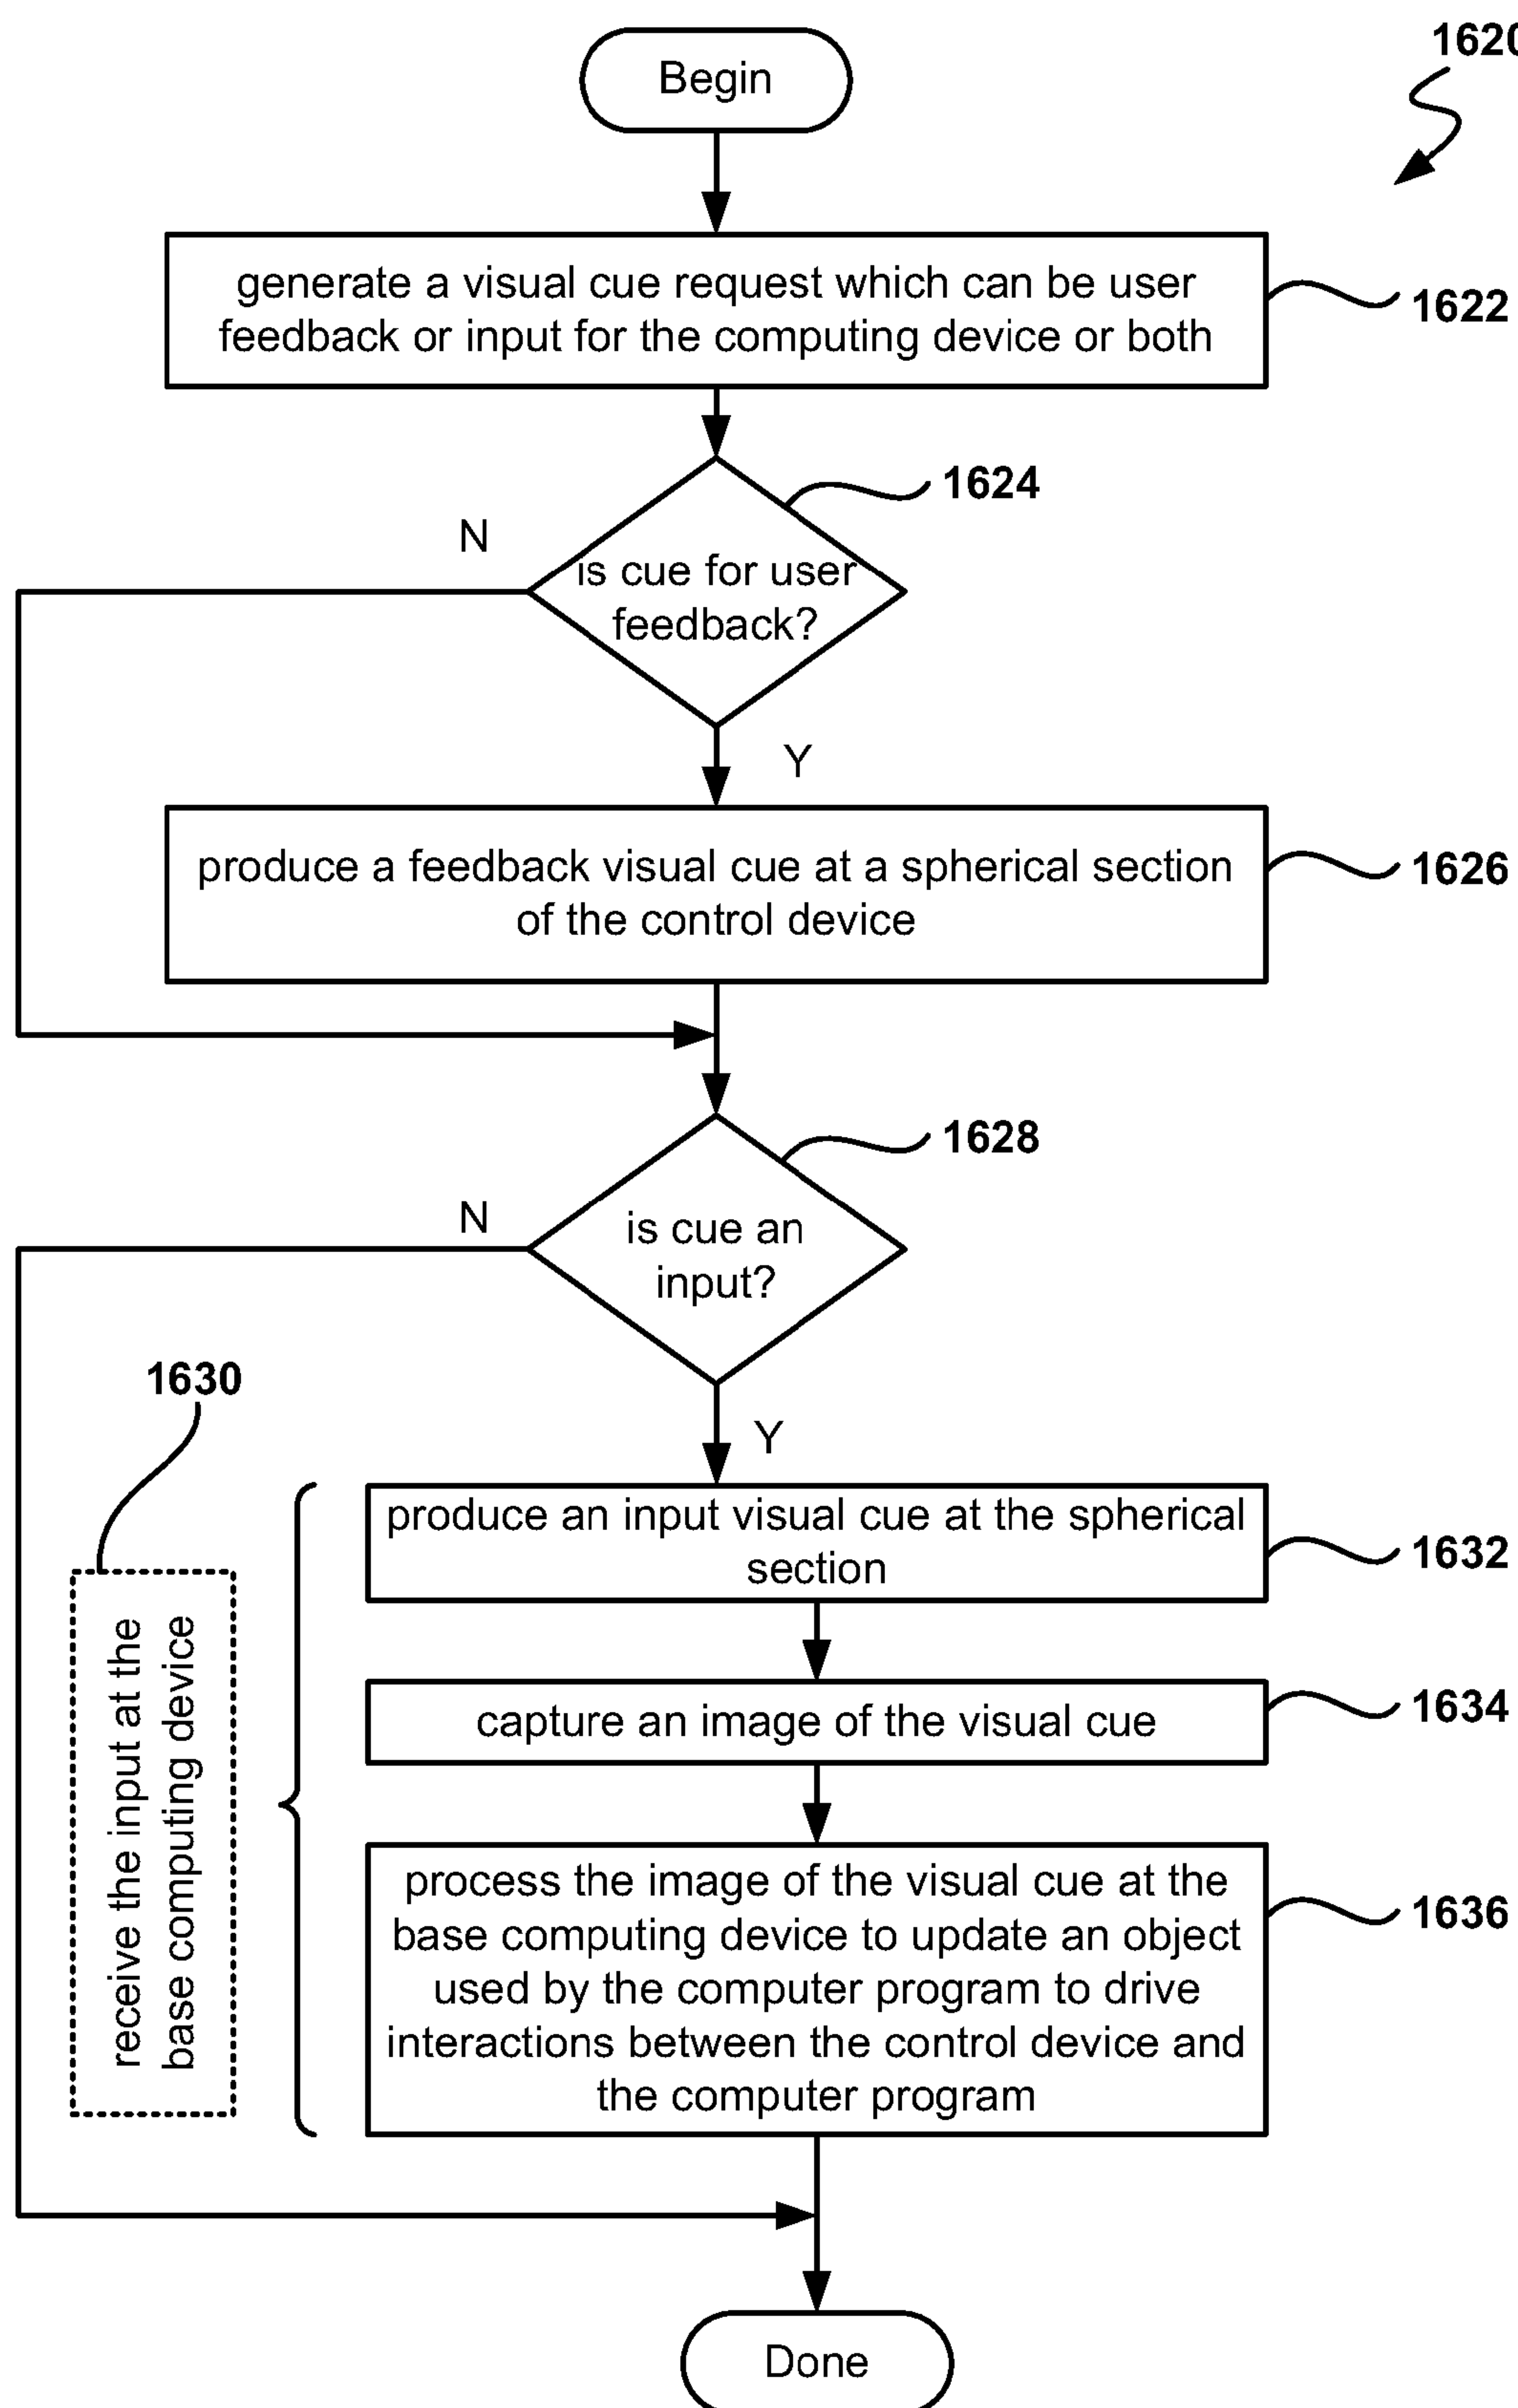 Begin
1620
generate a visual cue request which can be user
feedback or input for the computing device or both
1622
1624
N
is cue for user
feedback?
Y
produce a feedback visual cue at a spherical section
of the control device
1626
1628
N
is cue an
input?
1630
Y
produce an input visual cue at the spherical
section
1632
receive the input at the
base computing device
capture an image of the visual cue
1634
process the image of the visual cue at the
base computing device to update an object
used by the computer program to drive
interactions between the control device and
the computer program
1636
Done